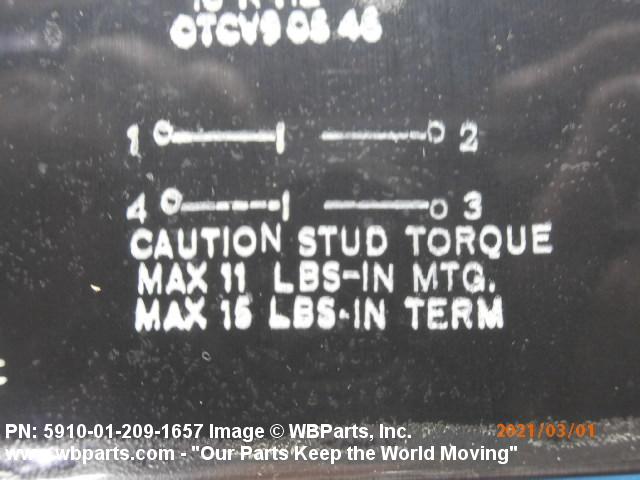 OTCV9 05 46
1 2
4 3
CAUTION STUD TORQUE
MAX 11 LBS-IN MTG.
MAX 15 LBS-IN TERM
PN: 5910-01-209-1657 Image © WBParts, Inc.
2021/03/01
www.wbparts.com - "Our Parts Keep the World Moving"